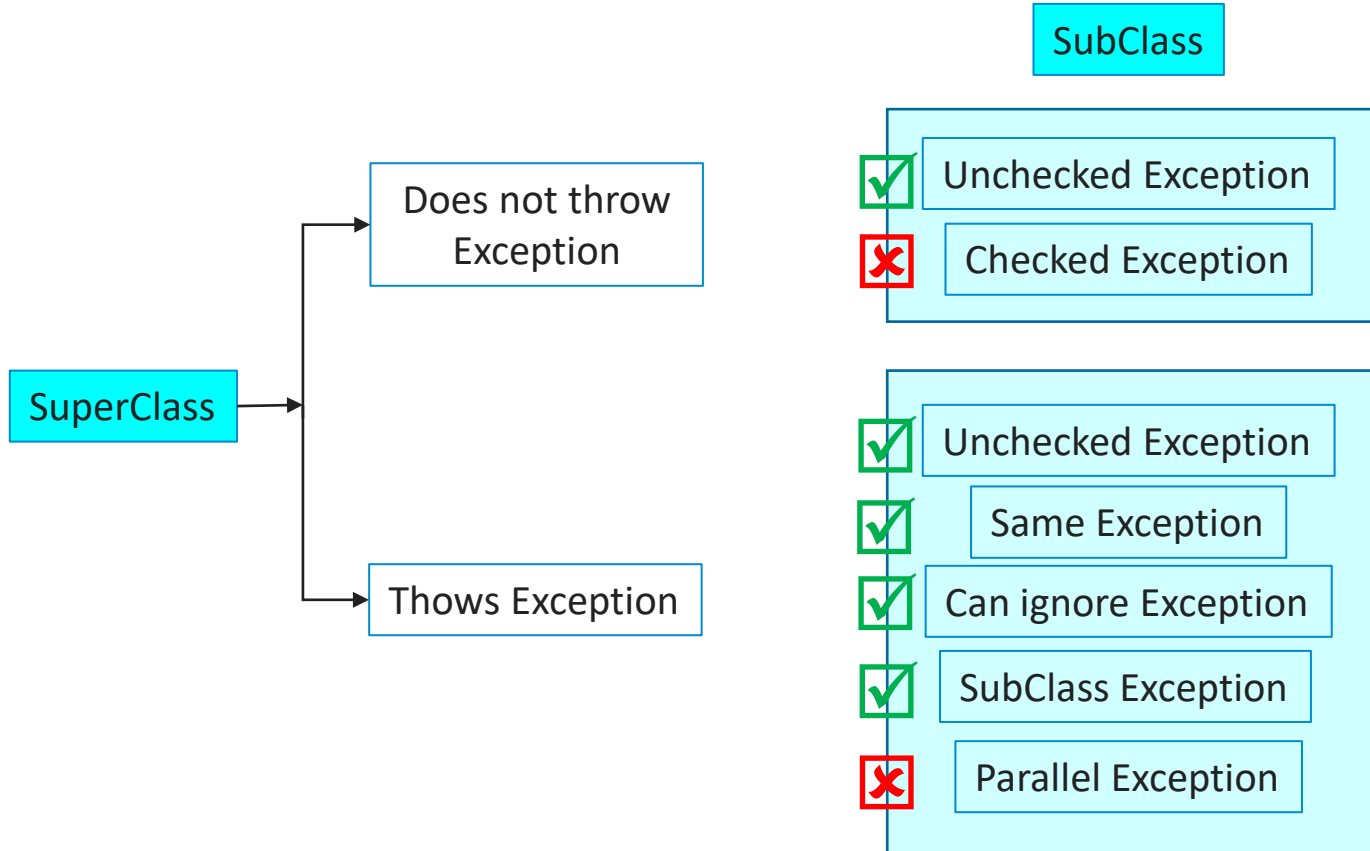 SubClass
Unchecked Exception
Does not throw
Exception
Checked Exception
SuperClass
Unchecked Exception
Same Exception
Thows Exception
Can ignore Exception
SubClass Exception
Parallel Exception